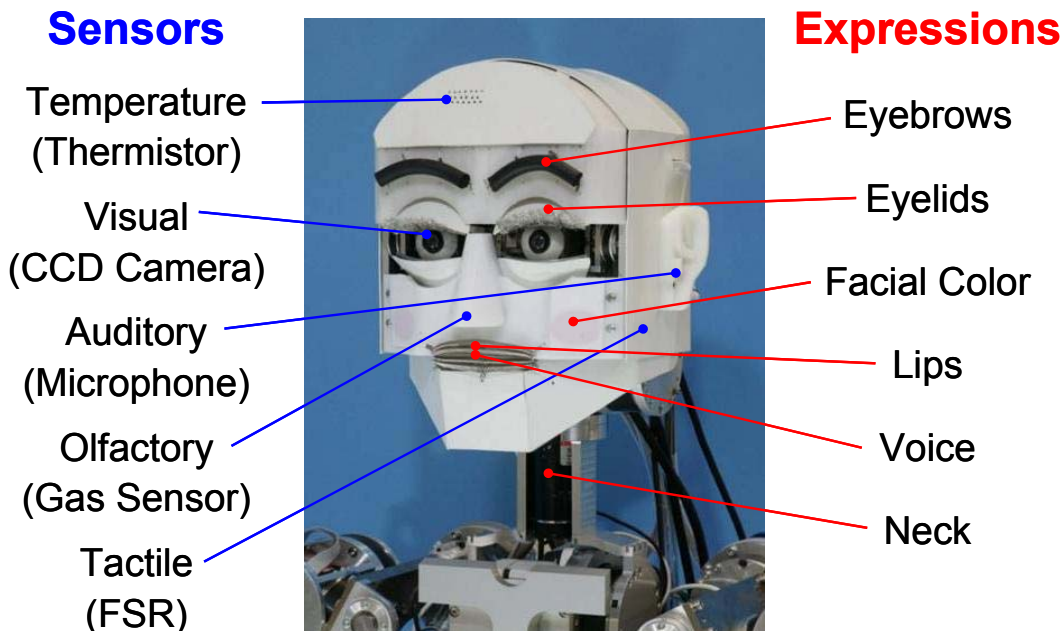 Sensors
Temperature
(Thermistor)
Visual
(CCD Camera)
Auditory
(Microphone)
Olfactory
(Gas Sensor)
Tactile
(FSR)
Expressions
Eyebrows
Eyelids
Facial Color
Lips
Voice
Neck